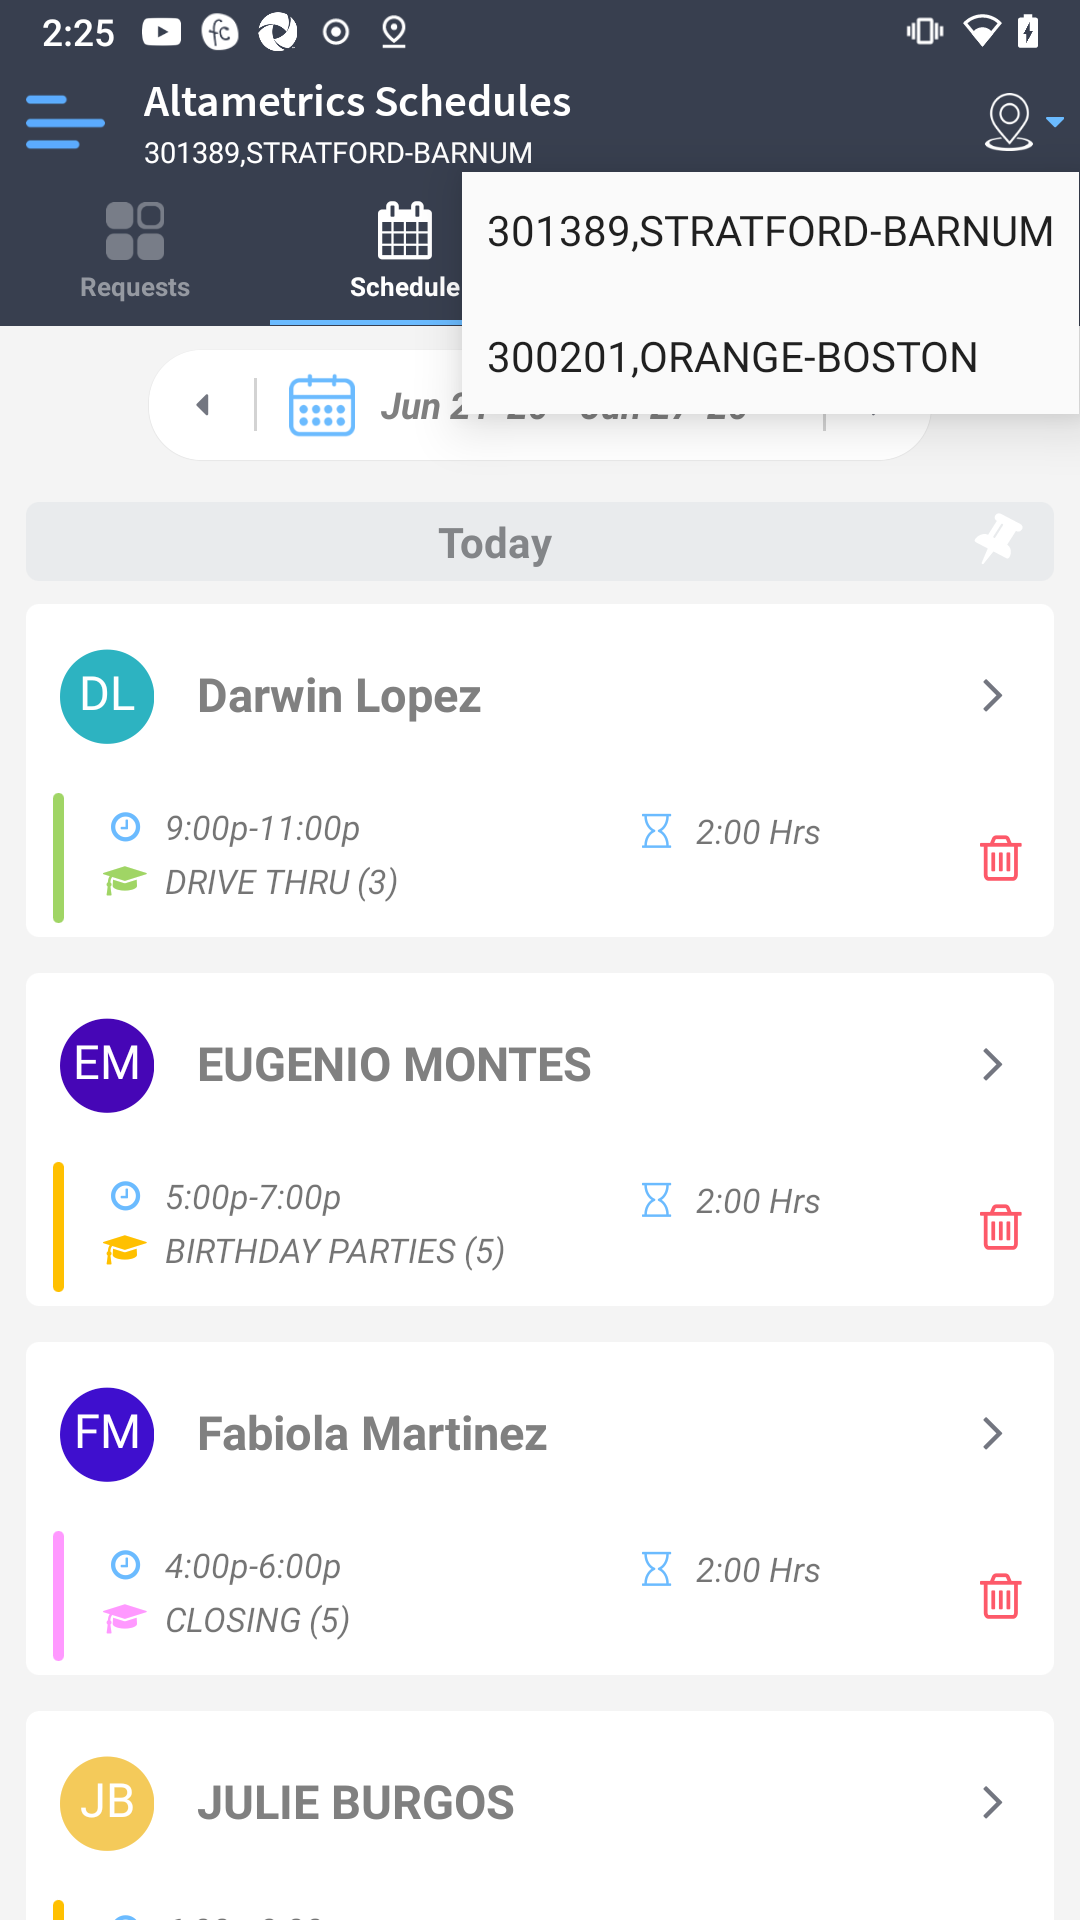 2:25
fc
Altametrics Schedules
301389,STRATFORD-BARNUM
301389,STRATFORD-BARNUM
300201,ORANGE-BOSTON
Requests
Schedule
Jun
Today
DL
Darwin Lopez
9:00p-11:00p
2:00 Hrs
DRIVE THRU (3)
EM
EUGENIO MONTES
5:00p-7:00p
2:00 Hrs
BIRTHDAY PARTIES (5)
FM
Fabiola Martinez
4:00p-6:00p
2:00 Hrs
CLOSING (5)
JB
JULIE BURGOS